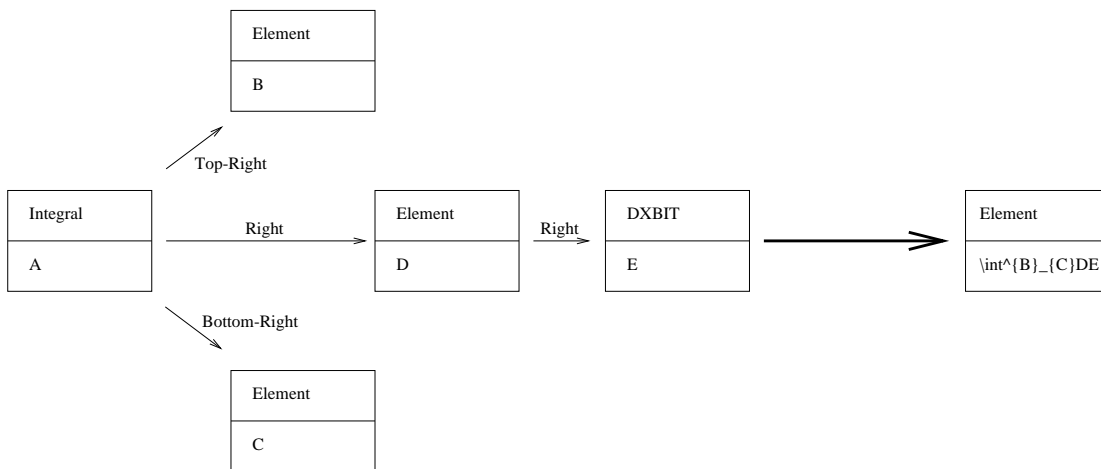 Element
B
Top-Right
Integral
A
Right
Element
D
Right
DXBIT
E
Element
\int^{B}_{C}DE
Bottom-Right
Element
C